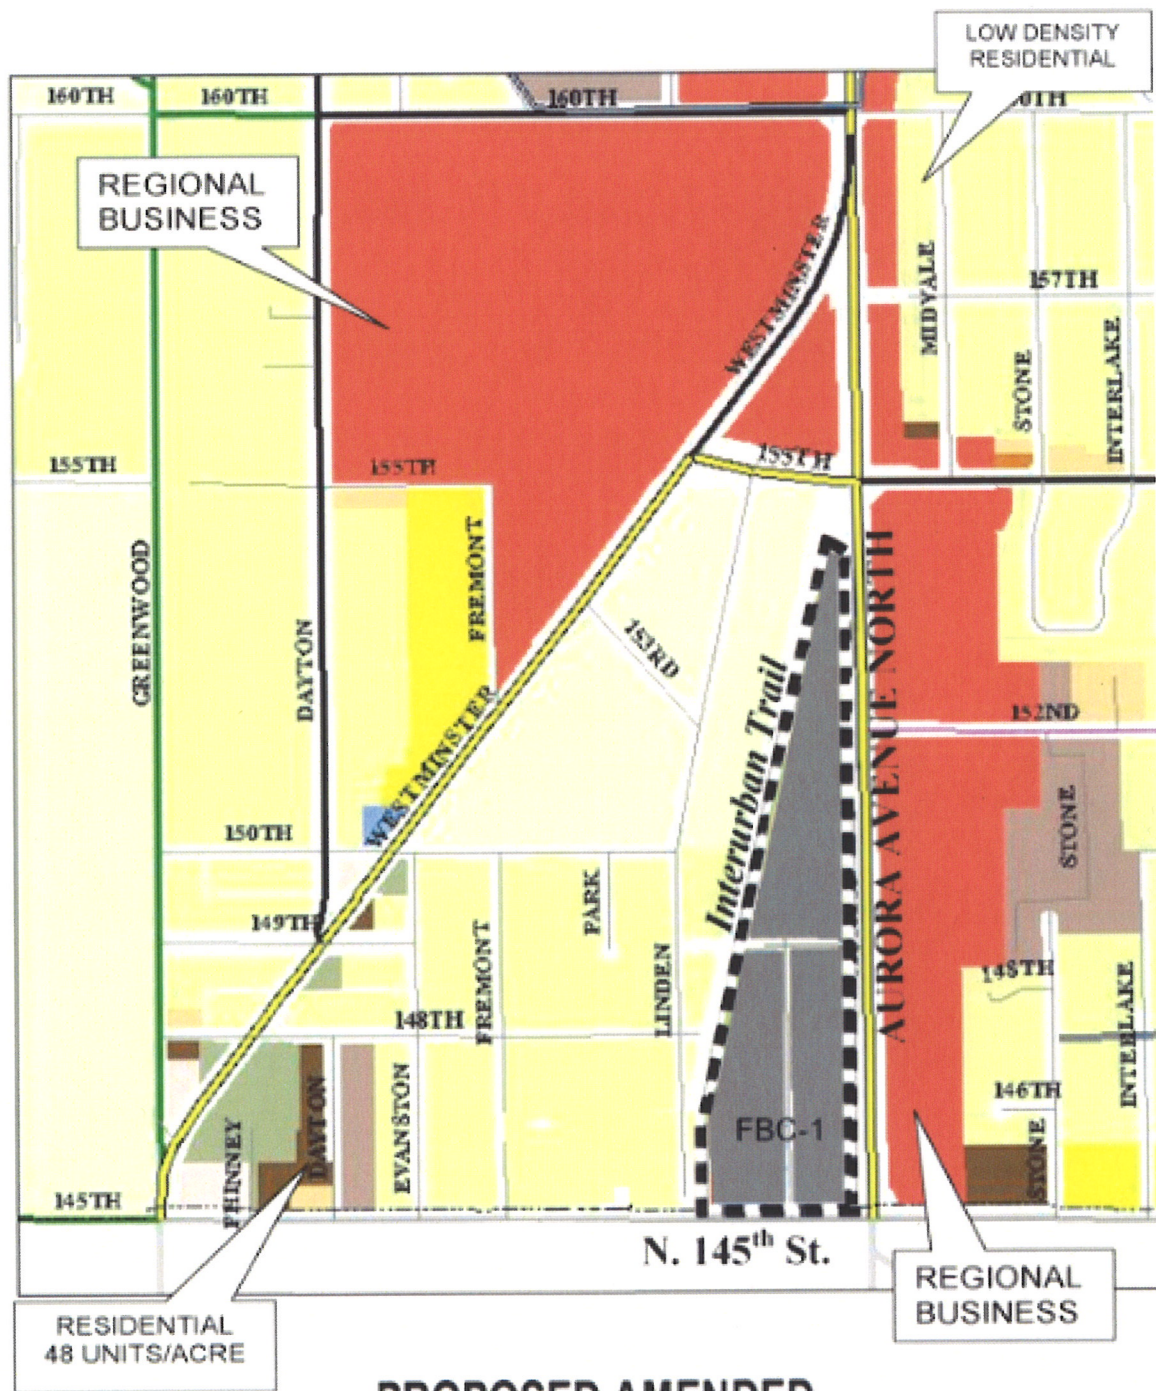 LOW DENSITY
RESIDENTIAL
160TH
160TH
160TH
REGIONAL
BUSINESS
WESTMINSTER
MIDVALE
157TH
STONE
INTERLAKE
155TH
155TH
155TH
GREENWOOD
DAYTON
FREMONT
153RD
AURORA AVENUE NORTH
Interurban Trail
152ND
WESTMINSTER
STONE
150TH
149TH
PARK
FREMONT
LINDEN
148TH
148TH
INTERLAKE
146TH
PHINNEY
DAYTON
EVANSTON
FBC-1
STONE
145TH
N. 145th St.
REGIONAL
BUSINESS
RESIDENTIAL
48 UNITS/ACRE
PROPOSED AMENDED